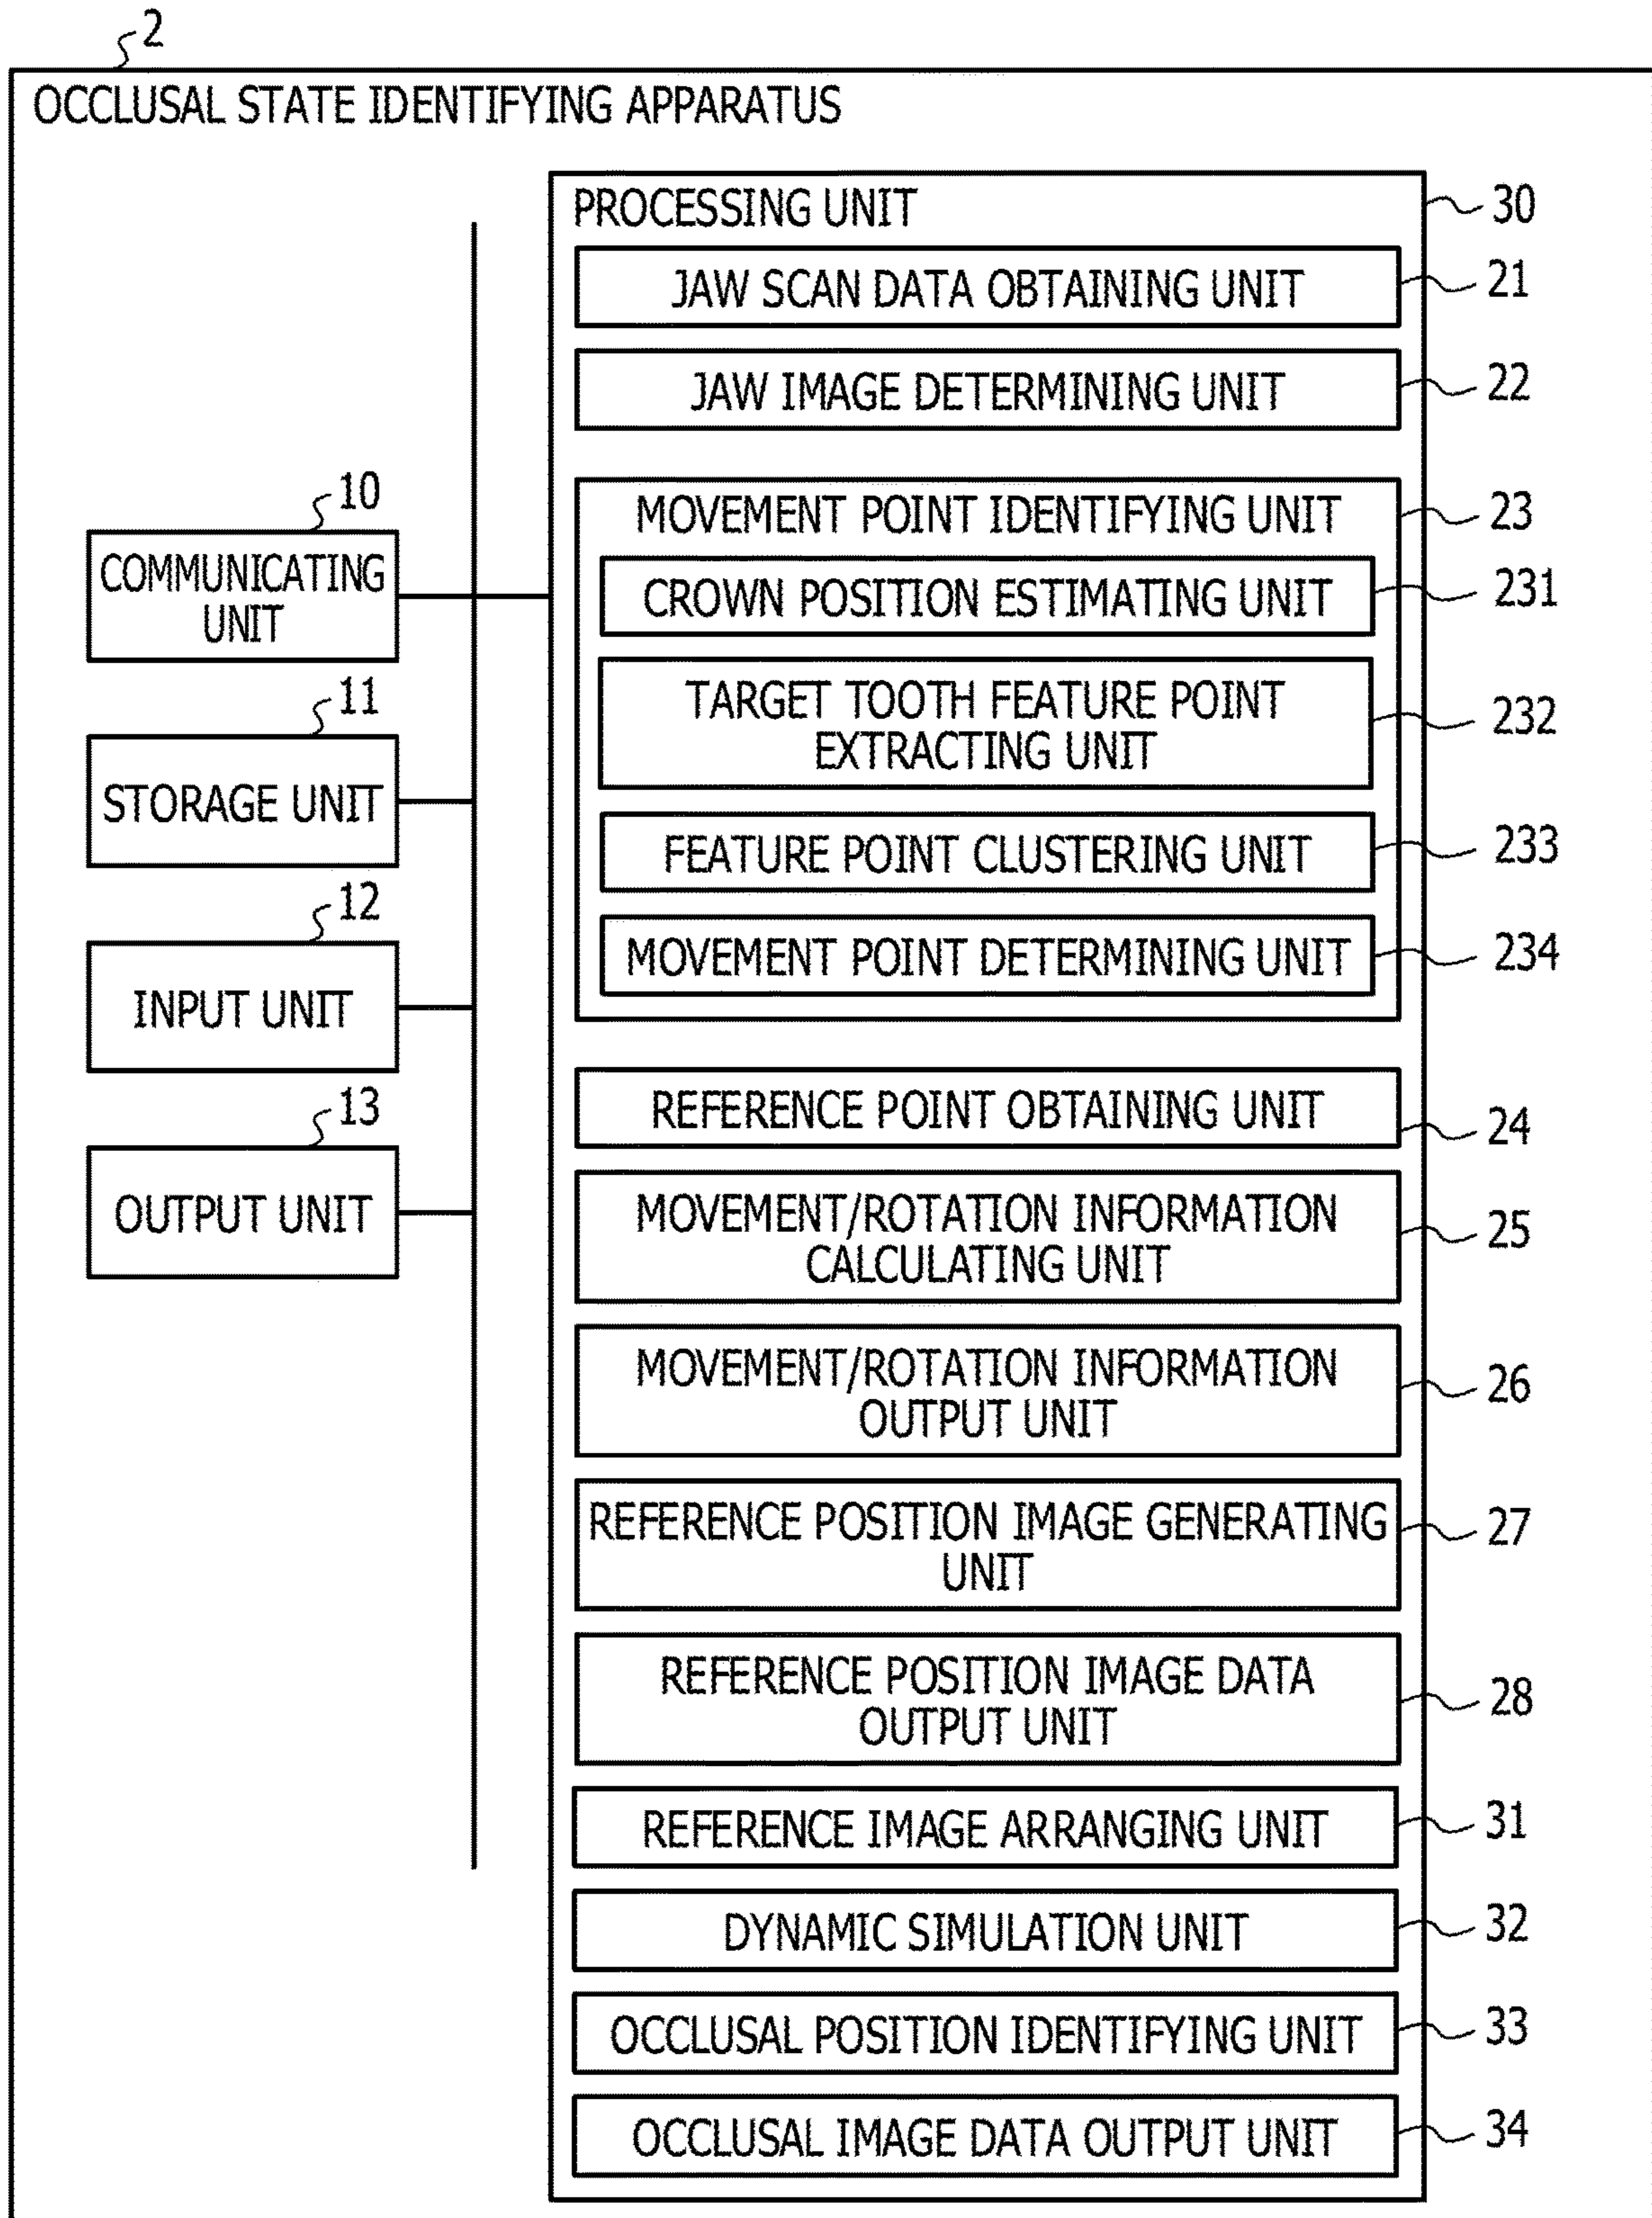 2
OCCLUSAL STATE IDENTIFYING APPARATUS
10
COMMUNICATING
UNIT
11
STORAGE UNIT
12
INPUT UNIT
13
OUTPUT UNIT
PROCESSING UNIT
30
JAW SCAN DATA OBTAINING UNIT
21
JAW IMAGE DETERMINING UNIT
22
MOVEMENT POINT IDENTIFYING UNIT
23
CROWN POSITION ESTIMATING UNIT
231
TARGET TOOTH FEATURE POINT
EXTRACTING UNIT
232
FEATURE POINT CLUSTERING UNIT
233
MOVEMENT POINT DETERMINING UNIT
234
REFERENCE POINT OBTAINING UNIT
24
MOVEMENT/ROTATION INFORMATION
CALCULATING UNIT
25
MOVEMENT/ROTATION INFORMATION
OUTPUT UNIT
26
REFERENCE POSITION IMAGE GENERATING
UNIT
27
REFERENCE POSITION IMAGE DATA
OUTPUT UNIT
28
REFERENCE IMAGE ARRANGING UNIT
31
DYNAMIC SIMULATION UNIT
32
OCCLUSAL POSITION IDENTIFYING UNIT
33
OCCLUSAL IMAGE DATA OUTPUT UNIT
34